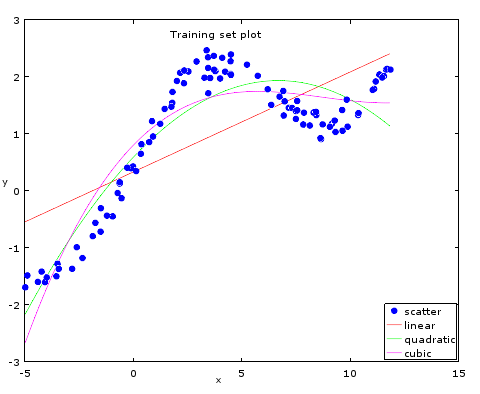 Training set plot
3
2
1
0
-1
-2
-3
y
-5
0
5
10
15
x
scatter
linear
quadratic
cubic